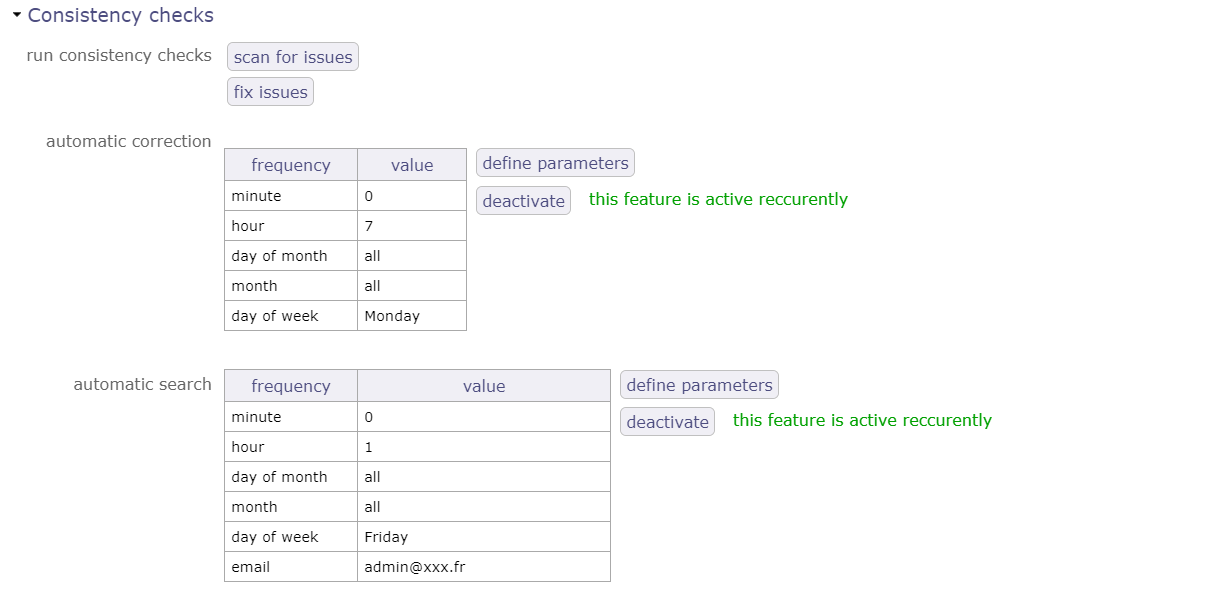 Consistency checks
run consistency checks scan for issues
fix issues
automatic correction
frequency value define parameters
minute 0 deactivate this feature is active reccurently
hour 7
day of month all
month all
day of week Monday
automatic search frequency value define parameters
minute 0 deactivate this feature is active reccurently
hour 1
day of month all
month all
day of week Friday
email admin@xxx.fr